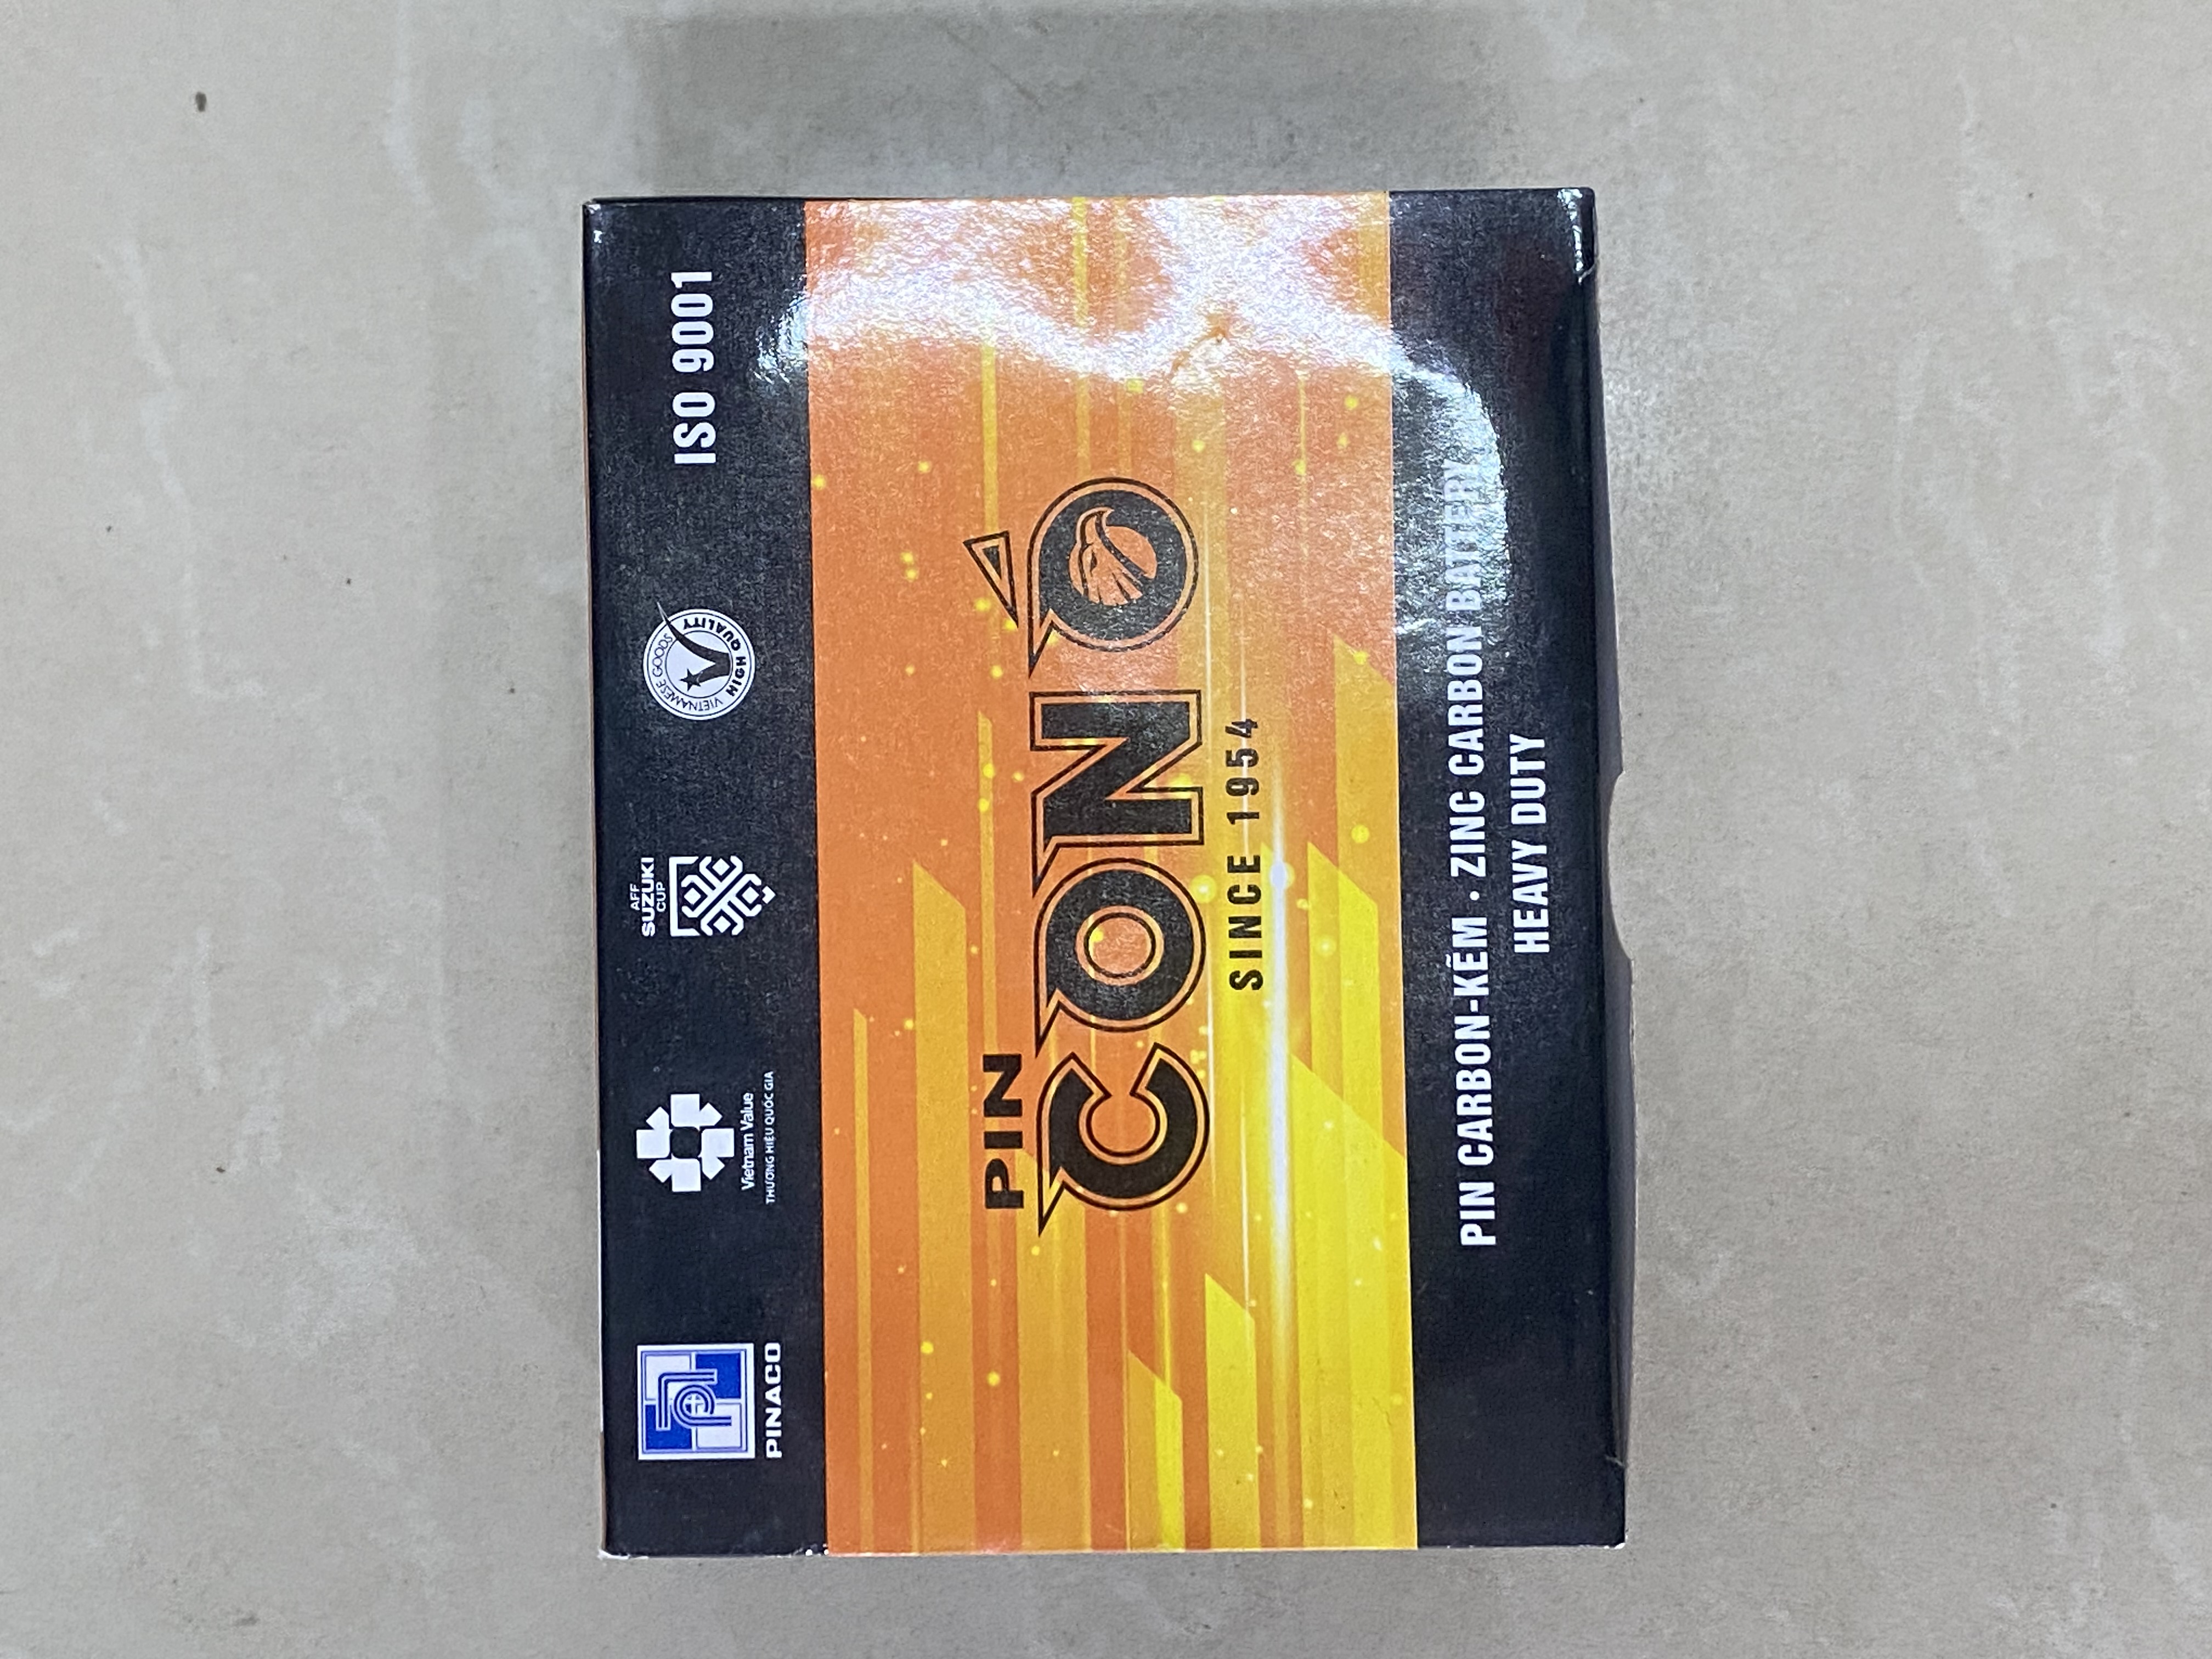 PINACO
Vietnam Value
THƯƠNG HIỆU QUỐC GIA
AFF
SUZUKI
CUP
VIETNAMESE GOODS
HIGH QUALITY
ISO 9001
PIN
CON Ó
SINCE 1954
PIN CARBON-KẼM • ZINC CARBON BATTERY
HEAVY DUTY